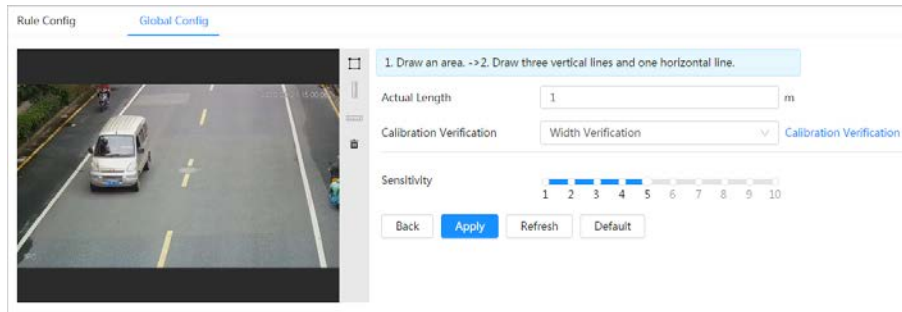 Rule Config
Global Config
1. Draw an area. ->2. Draw three vertical lines and one horizontal line.
Actual Length
1
m
Calibration Verification
Width Verification
Calibration Verification
Sensitivity
1 2 3 4 5 6 7 8 9 10
Back
Apply
Refresh
Default